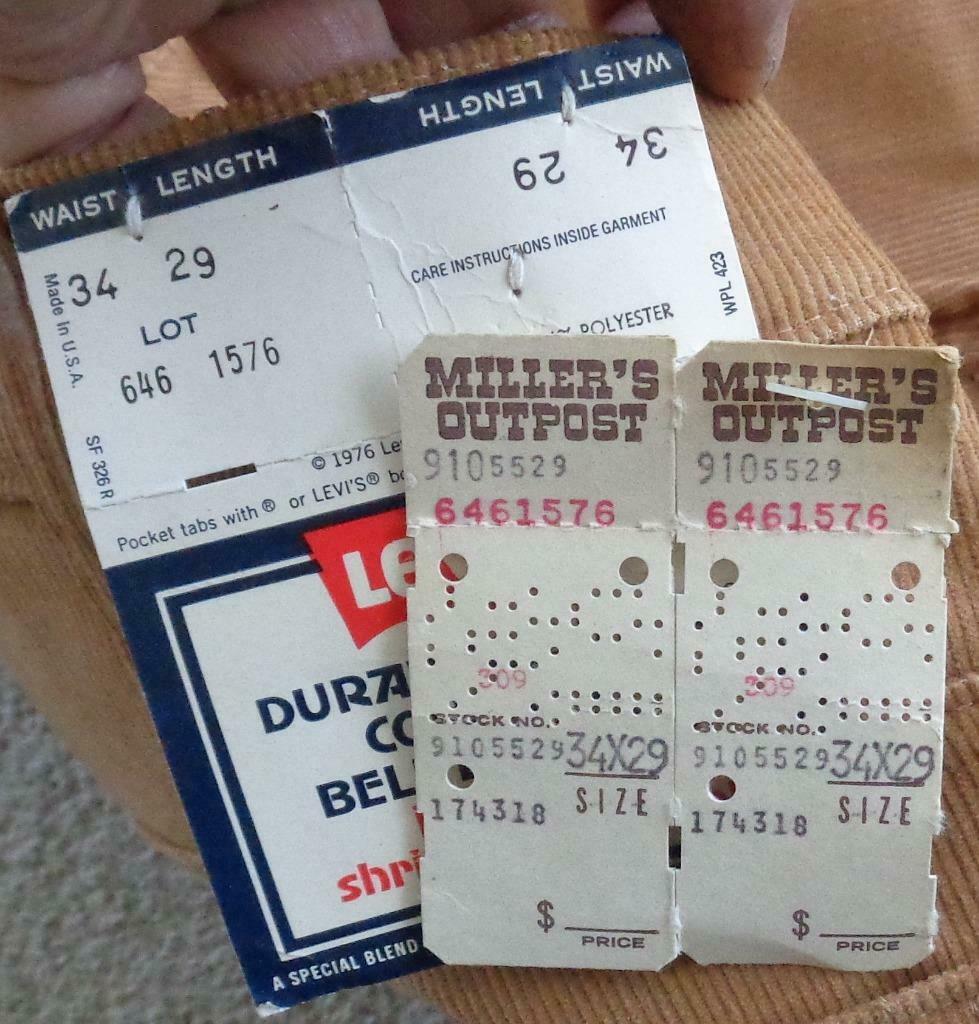 WAIST LENGTH
34 29
LOT
646 1576
Made in U.S.A.
SF 326 R
WAIST LENGTH
34 29
CARE INSTRUCTIONS INSIDE GARMENT
POLYESTER
WPL 423
© 1976
Pocket tabs with ® or LEVI'S®
A SPECIAL BLEND
MILLER'S
OUTPOST
9105529
6461576
309
STOCK NO.
9105529 34X29
SIZE
174318
$
PRICE
MILLER'S
OUTPOST
9105529
6461576
309
STOCK NO.
9105529 34X29
SIZE
174318
$
PRICE